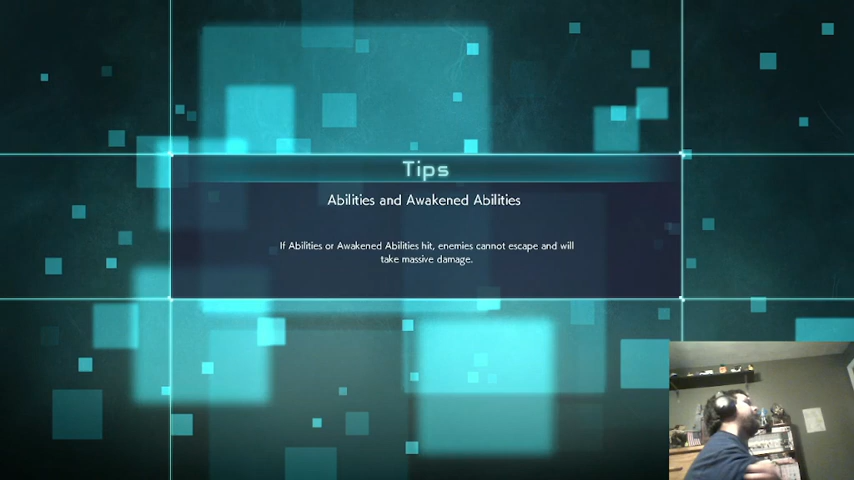 Tips
Abilities and Awakened Abilities
If Abilities or Awakened Abilities hit, enemies cannot escape and will
take massive damage.